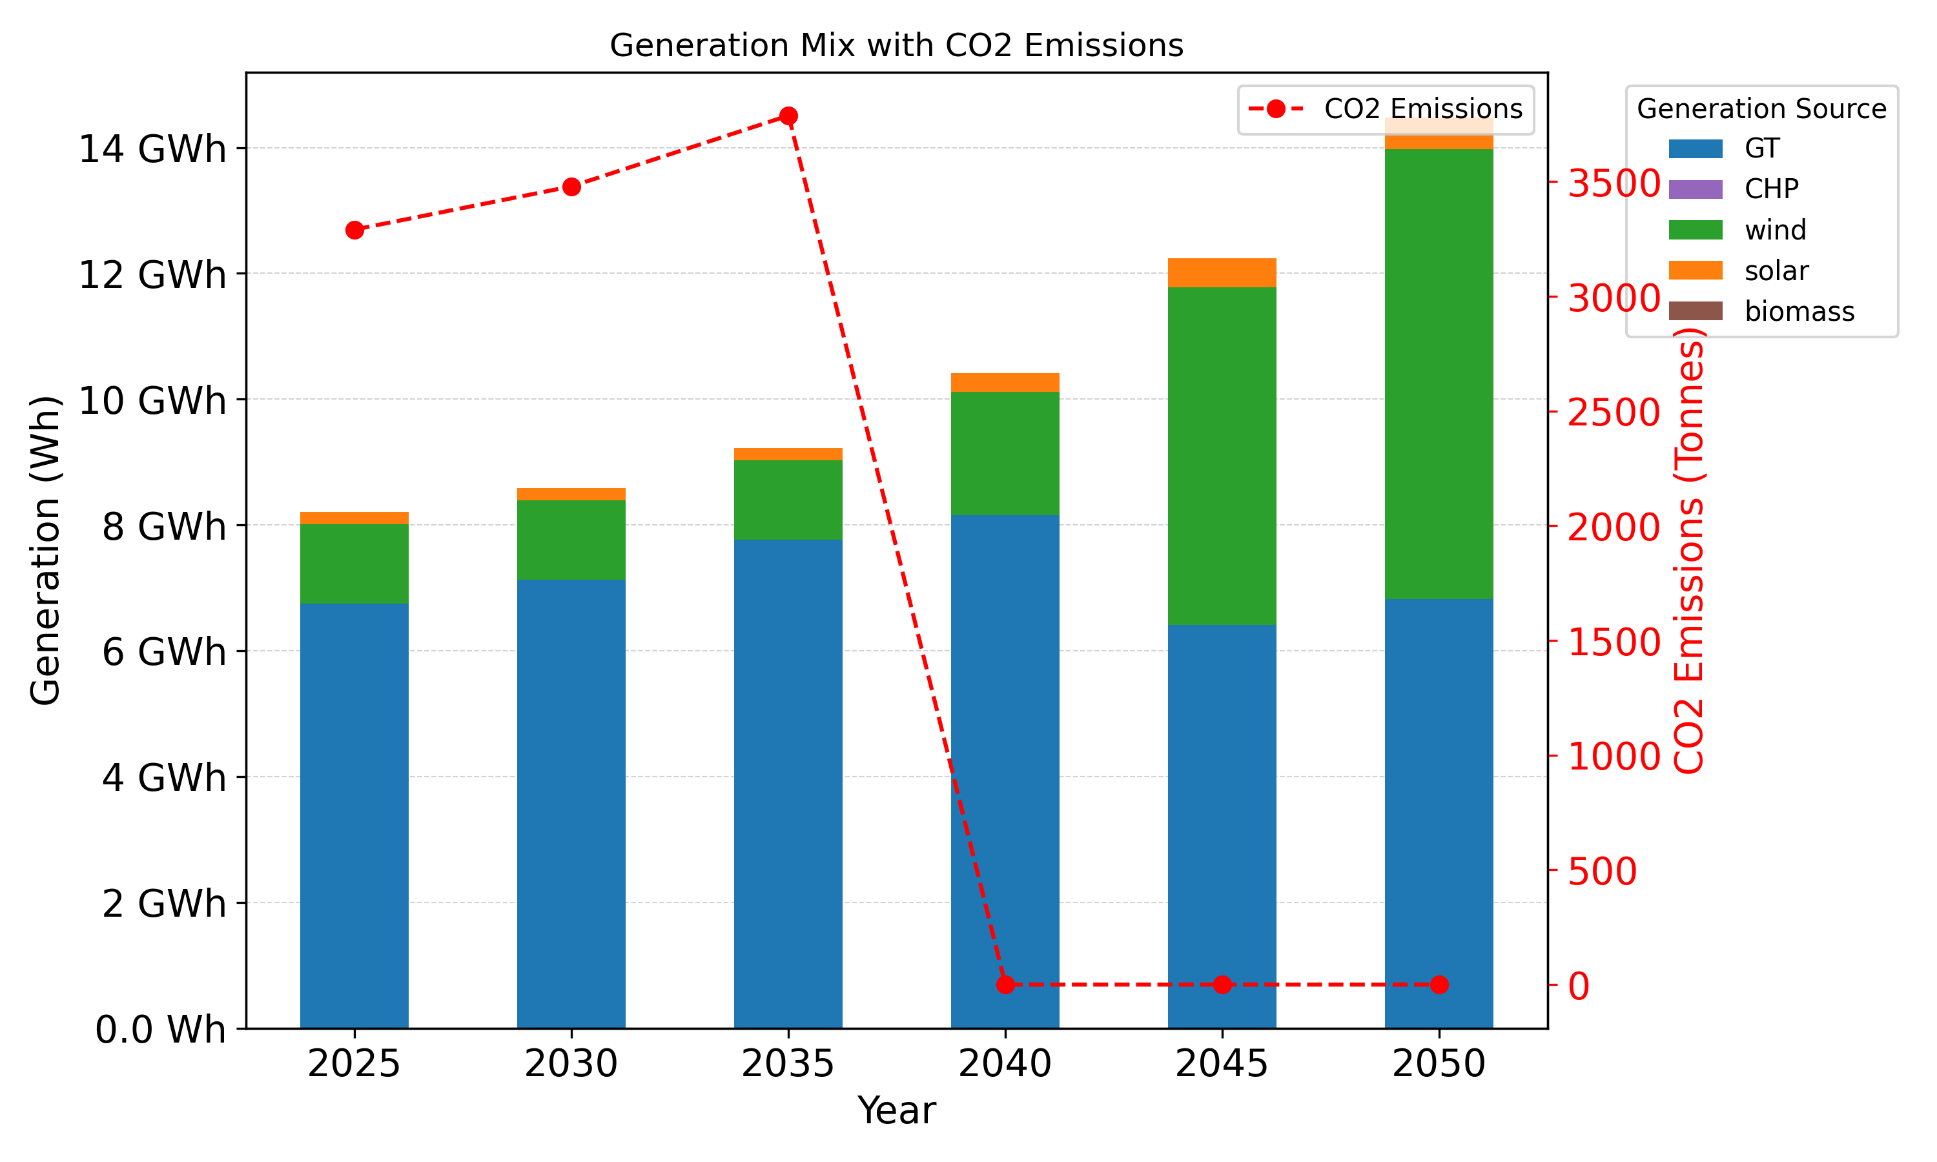 Generation Mix with CO2 Emissions
CO2 Emissions
Generation Source
GT
CHP
wind
solar
biomass
14 GWh
12 GWh
10 GWh
8 GWh
6 GWh
4 GWh
2 GWh
0.0 Wh
Generation (Wh)
3500
3000
2500
2000
1500
1000
500
0
CO2 Emissions (Tonnes)
2025 2030 2035 2040 2045 2050
Year